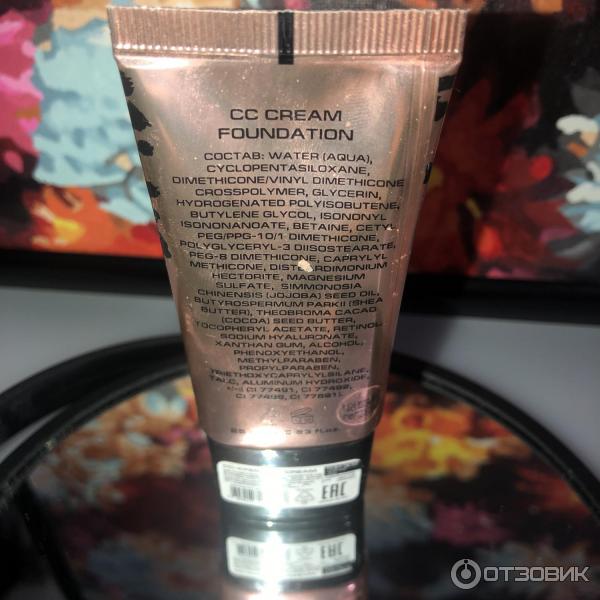 CC CREAM
FOUNDATION
СОСТАВ: WATER (AQUA),
CYCLOPENTASILOXANE,
DIMETHICONE/VINYL DIMETHICONE
CROSSPOLYMER, GLYCERIN,
HYDROGENATED POLYISOBUTENE,
BUTYLENE GLYCOL, ISONONYL
ISONONANOATE, BETAINE, CETYL
PEG/PPG-10/1 DIMETHICONE,
POLYGLYCERYL-3 DIISOSTEARATE,
PEG-8 DIMETHICONE, CAPRYLYL
METHICONE,
HECTORITE, MAGNESIUM
SULFATE, SIMMONDSIA
CHINENSIS (JOJOBA) SEED OIL,
BUTYROSPERMUM PARKII (SHEA
BUTTER), THEOBROMA CACAO
(COCOA) SEED BUTTER,
TOCOPHERYL ACETATE, RETINOL,
SODIUM HYALURONATE,
XANTHAN GUM, ALCOHOL,
PHENOXYETHANOL,
METHYLPARABEN,
PROPYLPARABEN,
TRIETHOXYCAPRYLYLSILANE,
TALC, ALUMINUM HYDROXIDE,
+/-: CI 77491, CI 77492,
CI 77499, CI 77891.
EAC
ОТЗОВИК